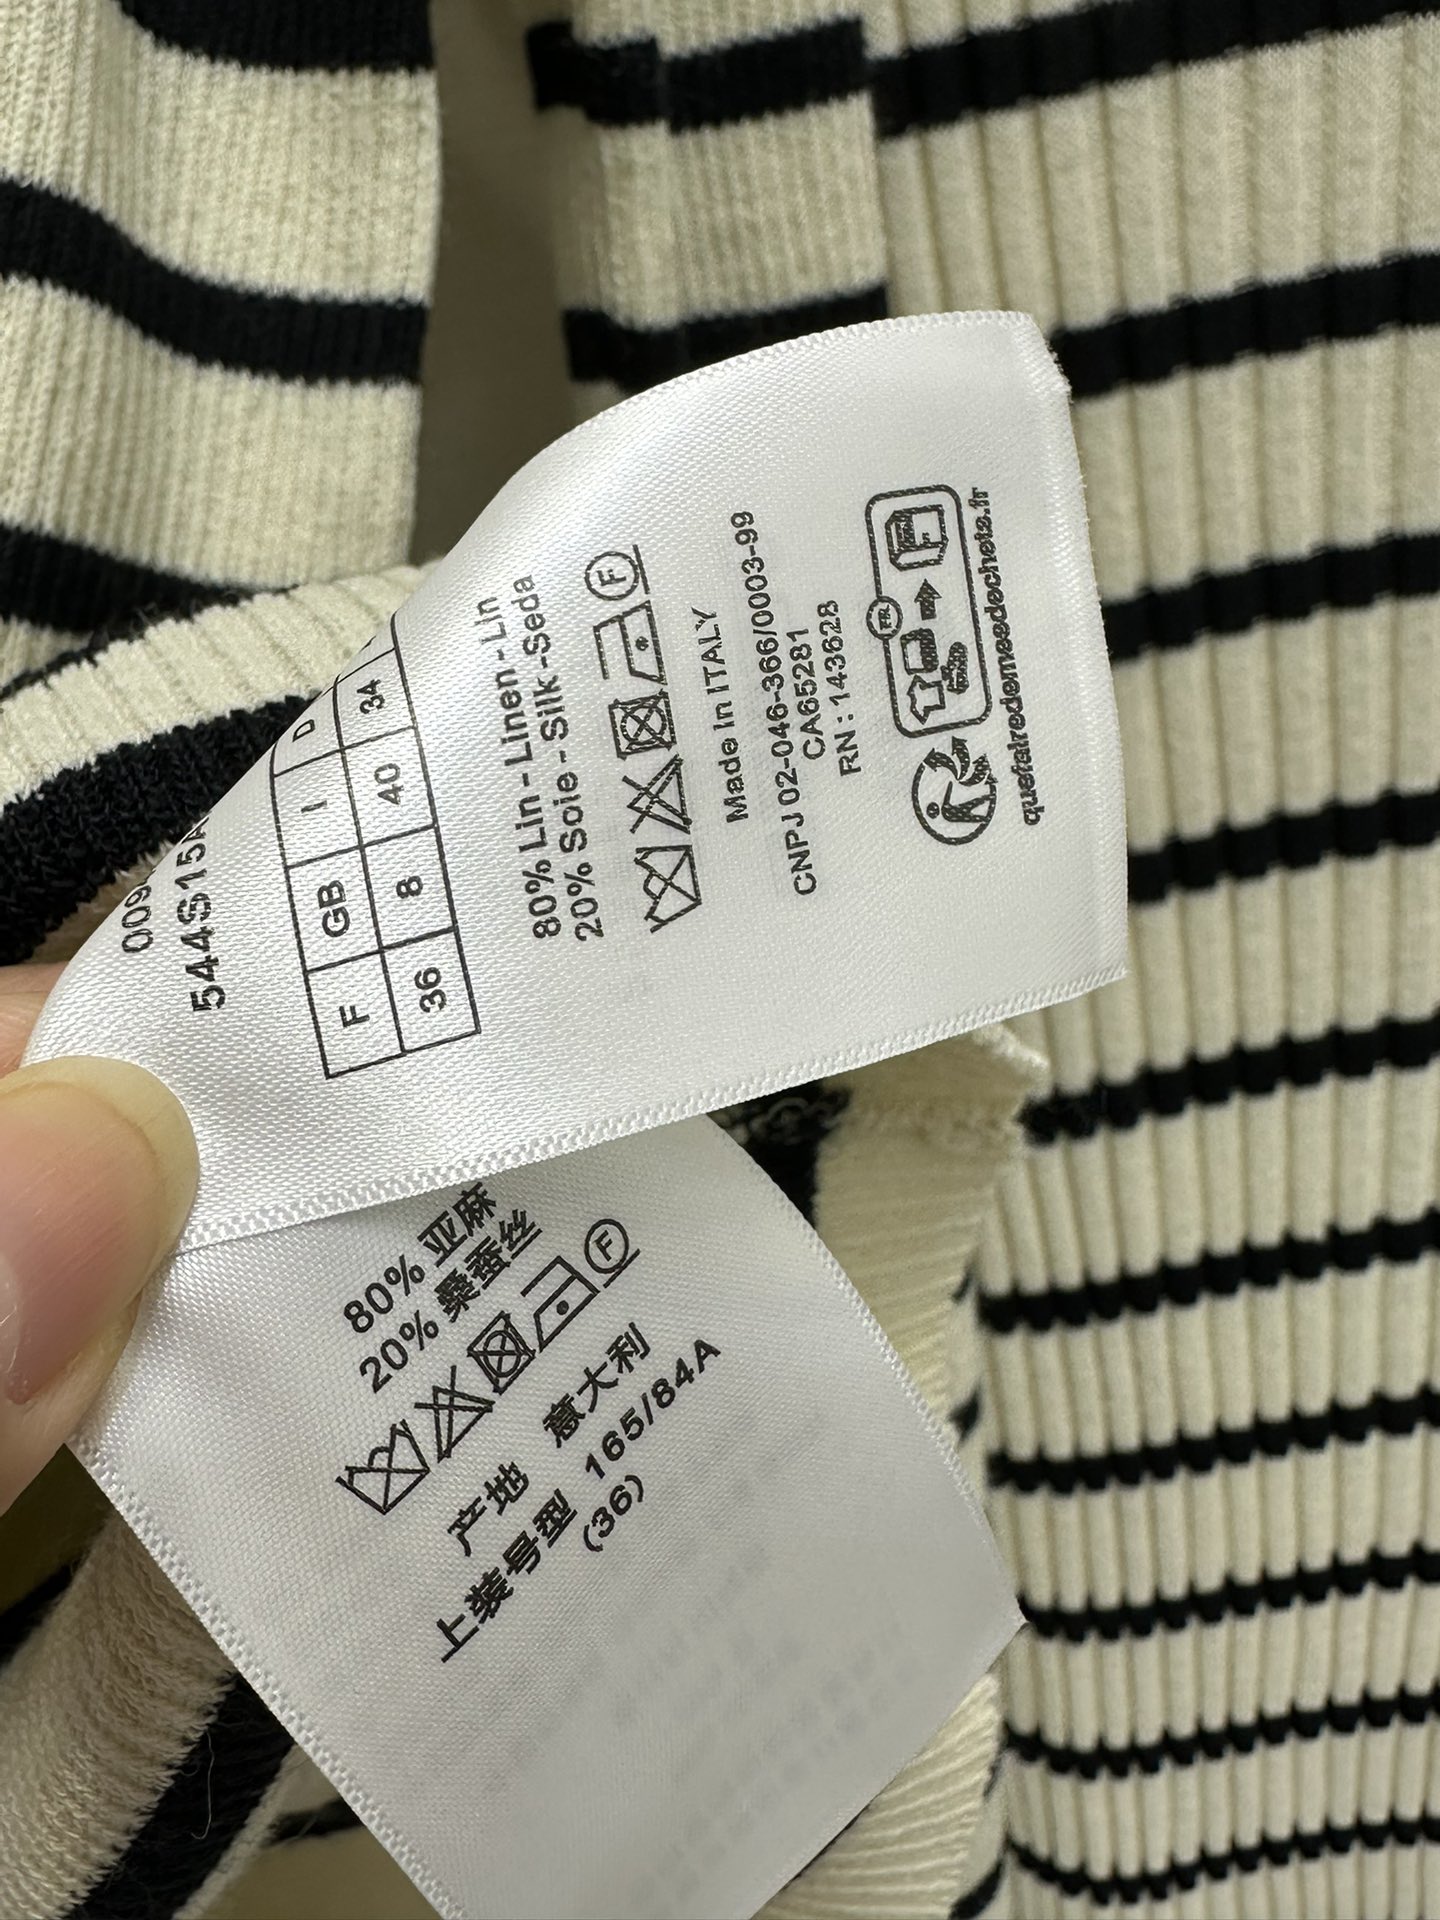 544S15A
F GB I D
36 8 40 34
80% Lin - Linen - Lin
20% Soie - Silk - Seda
F
Made In ITALY
CNPJ 02-046-366/0003-99
CA65281
RN : 143628
FR
quefairedemesdechets.fr
80% 亚麻
20% 桑蚕丝
F
产地 意大利
上装号型 165/84A
(36)